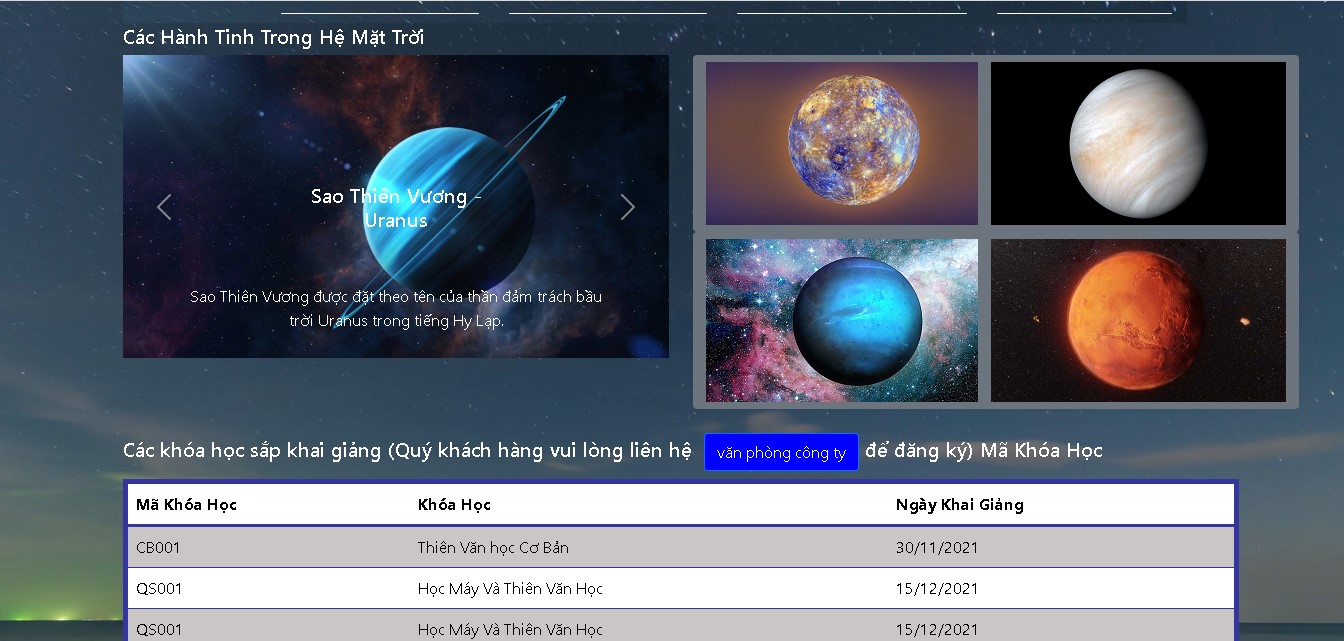 Các Hành Tinh Trong Hệ Mặt Trời
Sao Thiên Vương -
Uranus
Sao Thiên Vương được đặt theo tên của thần đảm trách bầu
trời Uranus trong tiếng Hy Lạp.
Các khóa học sắp khai giảng (Quý khách hàng vui lòng liên hệ văn phòng công ty để đăng ký) Mã Khóa Học
Mã Khóa Học Khóa Học Ngày Khai Giảng
CB001 Thiên Văn học Cơ Bản 30/11/2021
QS001 Học Máy Và Thiên Văn Học 15/12/2021
QS001 Học Máy Và Thiên Văn Học 15/12/2021